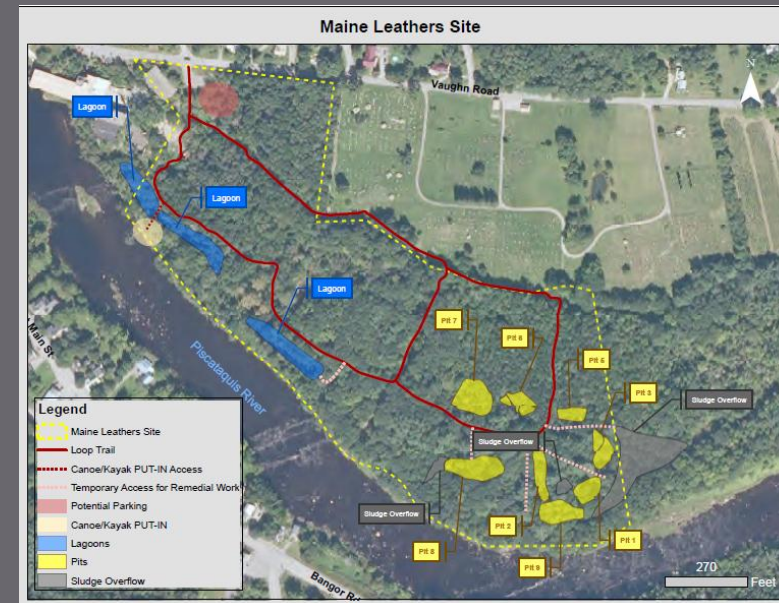 Maine Leathers Site
N
Vaughn Road
Lagoon
Lagoon
Lagoon
Pit 7
Pit 6
Pit 5
Pit 3
Sludge Overflow
Sludge Overflow
Sludge Overflow
Pit 2
Pit 1
Pit 8
Main St
Piscataquis River
Bangor Rd
Legend
Maine Leathers Site
Loop Trail
Canoe/Kayak PUT-IN Access
Temporary Access for Remedial Work
Potential Parking
Canoe/Kayak PUT-IN
Lagoons
Pits
Sludge Overflow
270
Feet